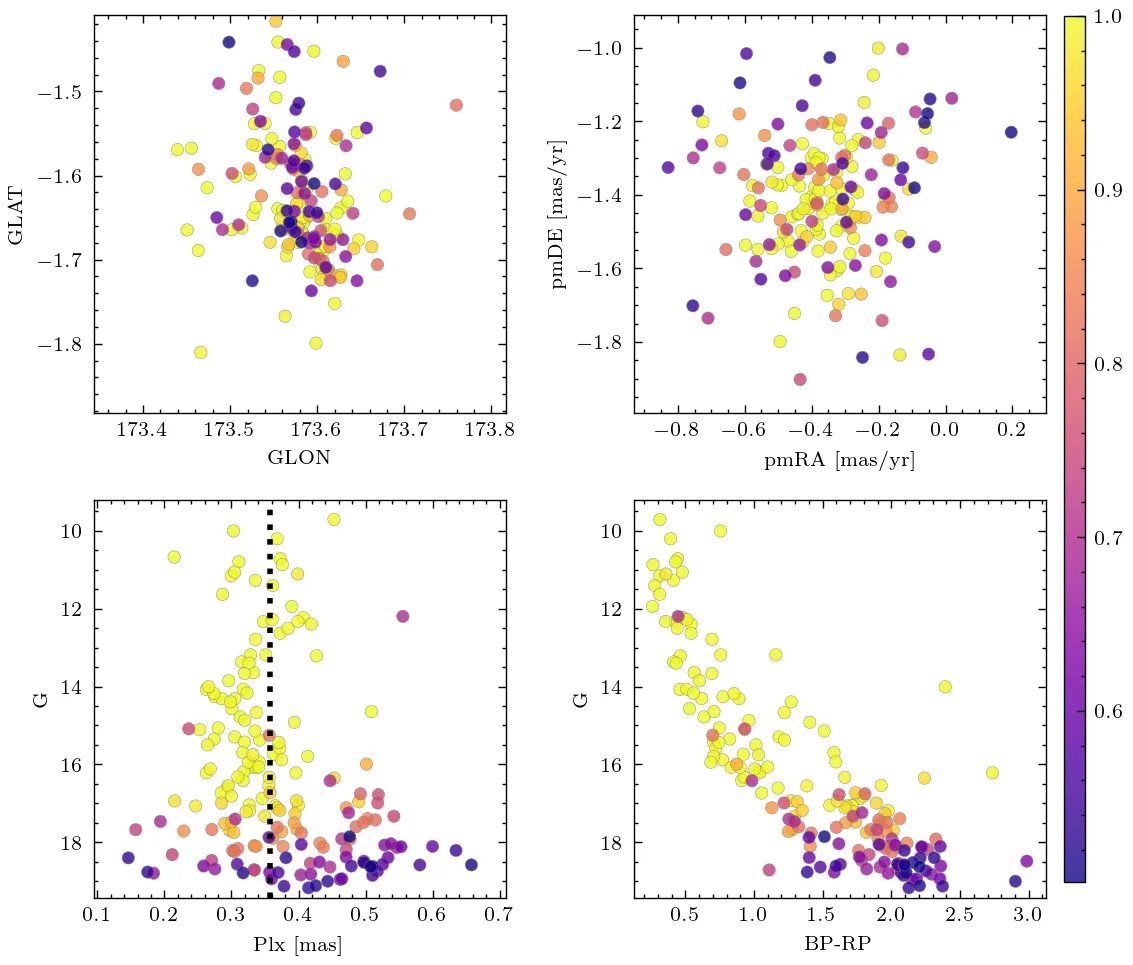 −1.5
−1.6
−1.7
−1.8
GLAT
173.4 173.5 173.6 173.7 173.8
GLON
−1.0
−1.2
−1.4
−1.6
−1.8
pmDE [mas/yr]
−0.8 −0.6 −0.4 −0.2 0.0 0.2
pmRA [mas/yr]
10
12
14
16
18
G
0.1 0.2 0.3 0.4 0.5 0.6 0.7
Plx [mas]
10
12
14
16
18
G
0.5 1.0 1.5 2.0 2.5 3.0
BP-RP
1.0
0.9
0.8
0.7
0.6